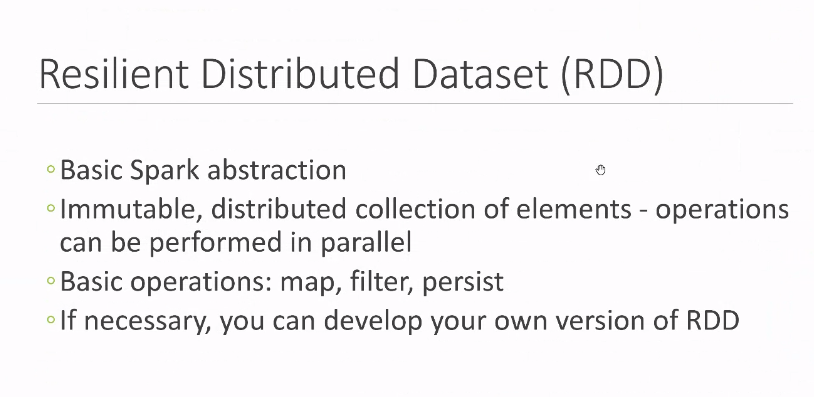 Resilient Distributed Dataset (RDD)
◦Basic Spark abstraction
◦Immutable, distributed collection of elements - operations
can be performed in parallel
◦Basic operations: map, filter, persist
◦If necessary, you can develop your own version of RDD